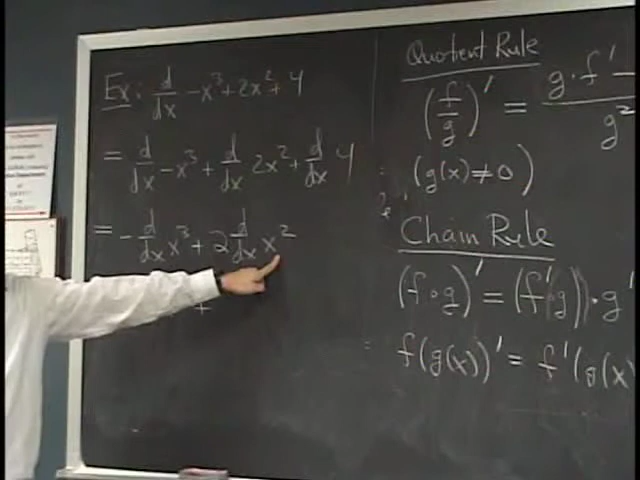 Ex: d/dx -x³+2x²+4
= d/dx -x³ + d/dx 2x² + d/dx 4
= - d/dx x³ + 2 d/dx x²
+
Quotient Rule
(f/g)' = g·f' - / g²
(g(x)≠0)
Chain Rule
(f∘g)' = (f'∘g)·g'
f(g(x))' = f'(g(x)